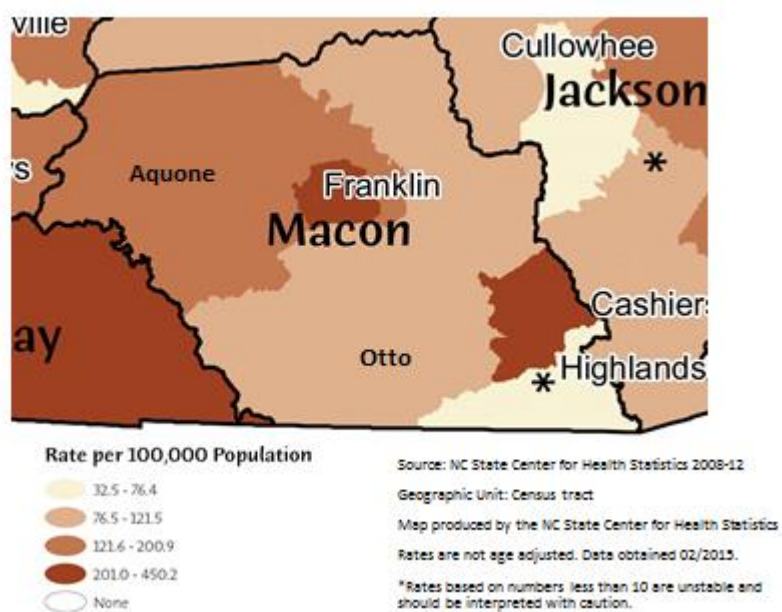 ville
Cullowhee
Jackson
*
Aquone
Franklin
Macon
Cashiers
ay
Otto
Highlands
*
Rate per 100,000 Population
32.5 - 76.4
76.5 - 121.5
121.6 - 200.9
201.0 - 450.2
None
Source: NC State Center for Health Statistics 2008-12
Geographic Unit: Census tract
Map produced by the NC State Center for Health Statistics
Rates are not age adjusted. Data obtained 02/2015.
*Rates based on numbers less than 10 are unstable and
should be interpreted with caution.